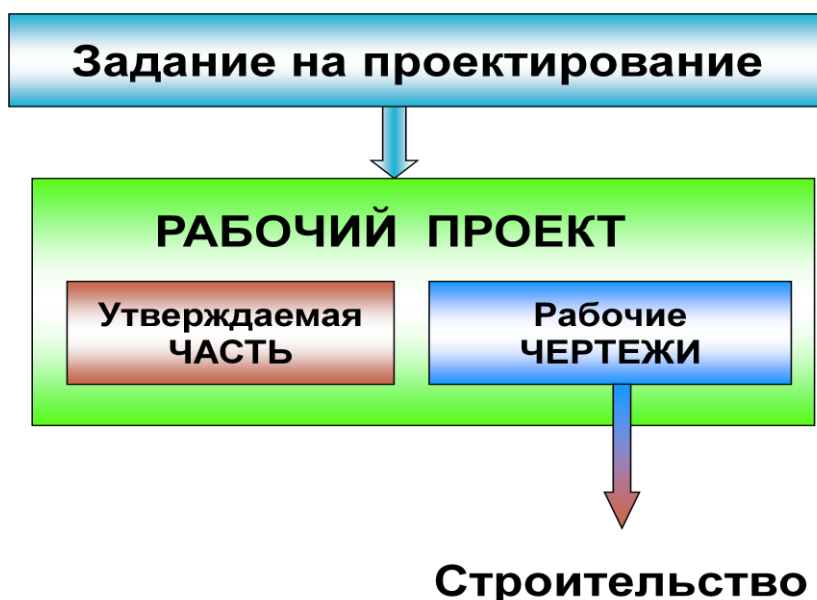 Задание на проектирование
РАБОЧИЙ ПРОЕКТ
Утверждаемая
ЧАСТЬ
Рабочие
ЧЕРТЕЖИ
Строительство